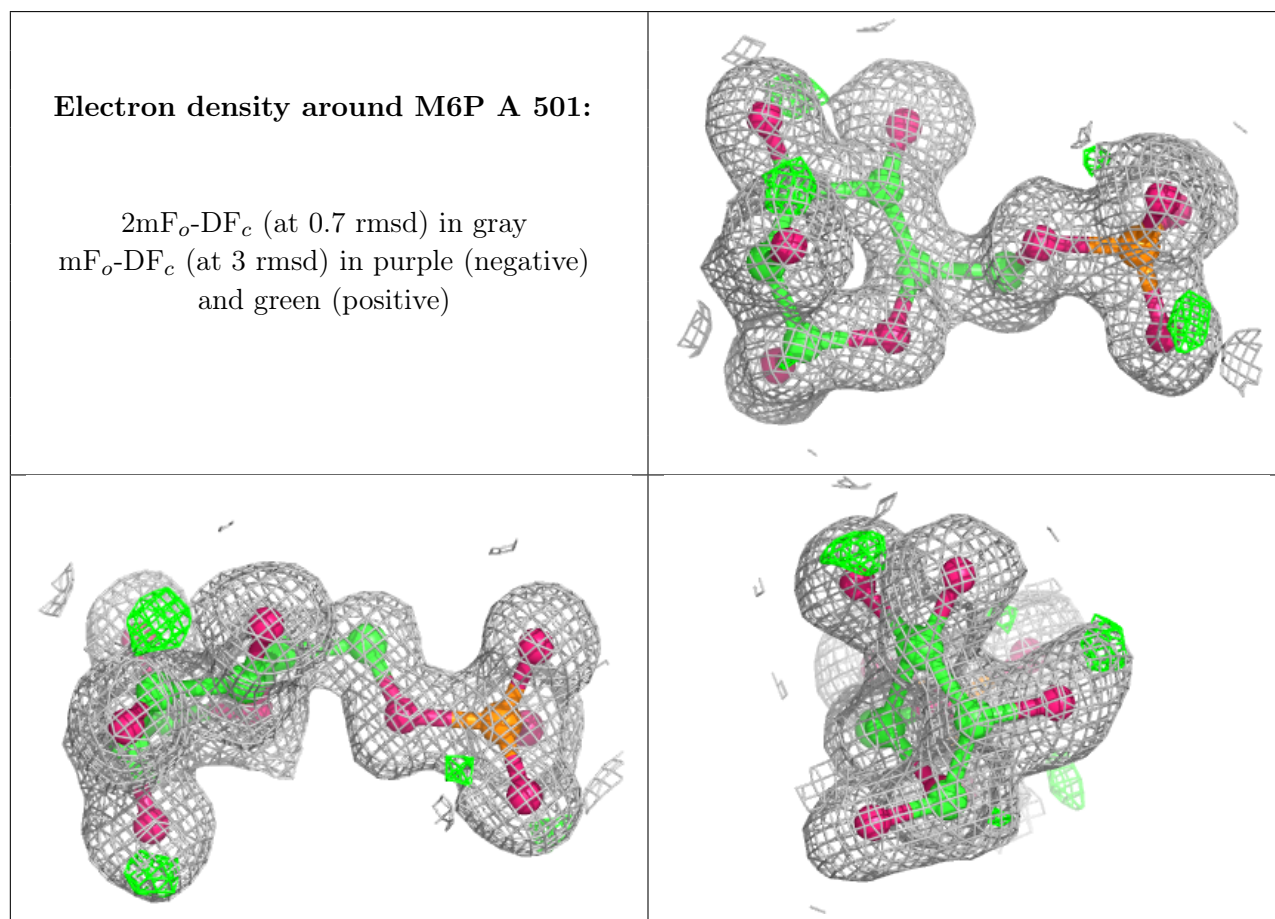 Electron density around M6P A 501:
2mFo-DFc (at 0.7 rmsd) in gray
mFo-DFc (at 3 rmsd) in purple (negative)
and green (positive)